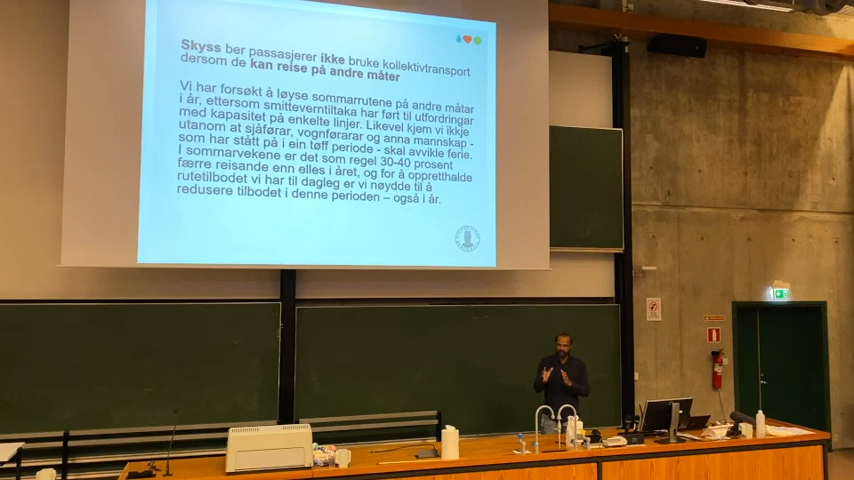 Skyss ber passasjerer ikke bruke kollektivtransport
dersom de kan reise på andre måter
Vi har forsøkt å løyse sommarrutene på andre måtar
i år, ettersom smitteverntiltaka har ført til utfordringar
med kapasitet på enkelte linjer. Likevel kjem vi ikkje
utanom at sjåførar, vognførarar og anna mannskap -
som har stått på i ein tøff periode - skal avvikle ferie.
I sommarvekene er det som regel 30-40 prosent
færre reisande enn elles i året, og for å oppretthalde
rutetilbodet vi har til dagleg er vi nøydde til å
redusere tilbodet i denne perioden – også i år.